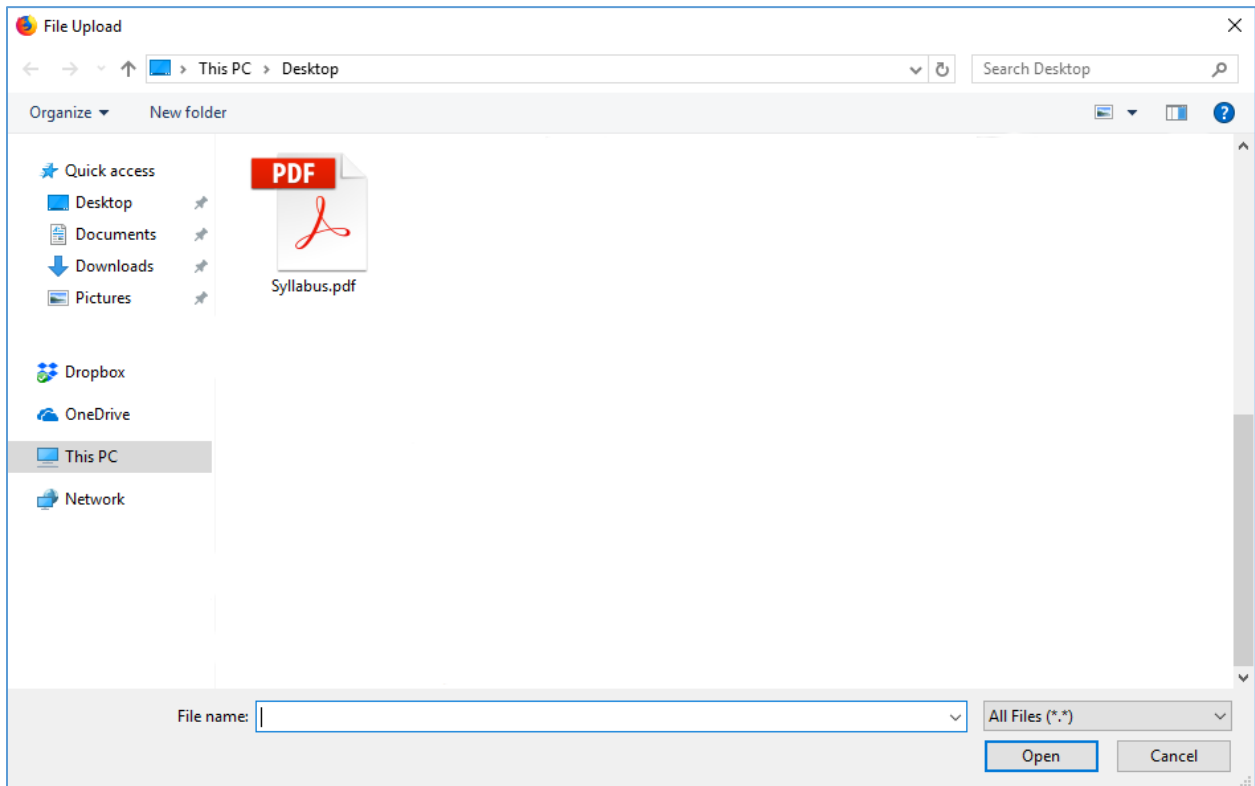 File Upload
This PC > Desktop
Search Desktop
Organize
New folder
?
Quick access
Desktop
Documents
Downloads
Pictures
Dropbox
OneDrive
This PC
Network
PDF
Syllabus.pdf
File name:
All Files (*.*)
Open
Cancel